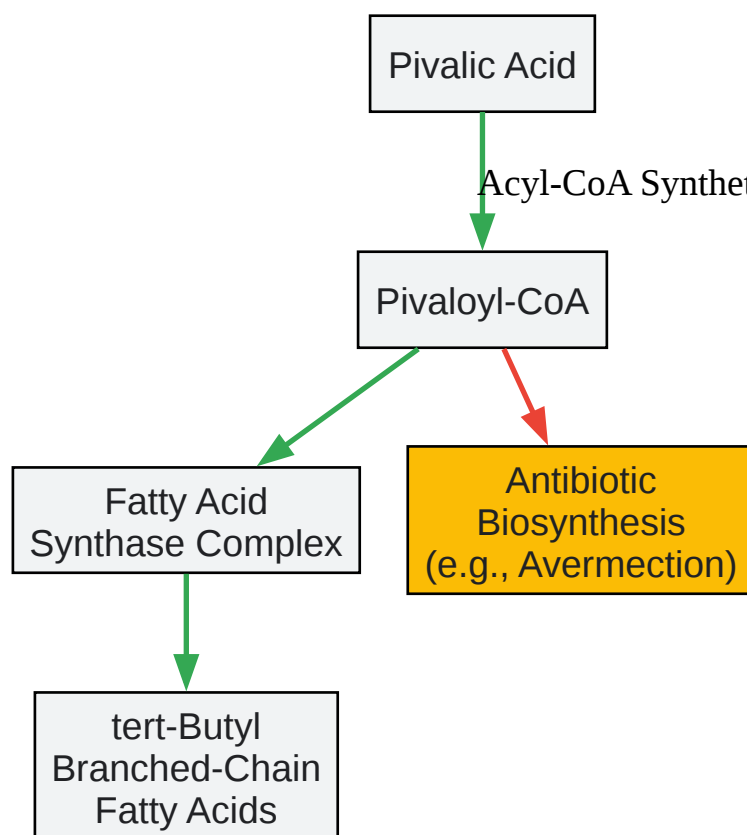 Pivalic Acid
Acyl-CoA Synthet
Pivaloyl-CoA
Fatty Acid
Synthase Complex
Antibiotic
Biosynthesis
(e.g., Avermection)
tert-Butyl
Branched-Chain
Fatty Acids